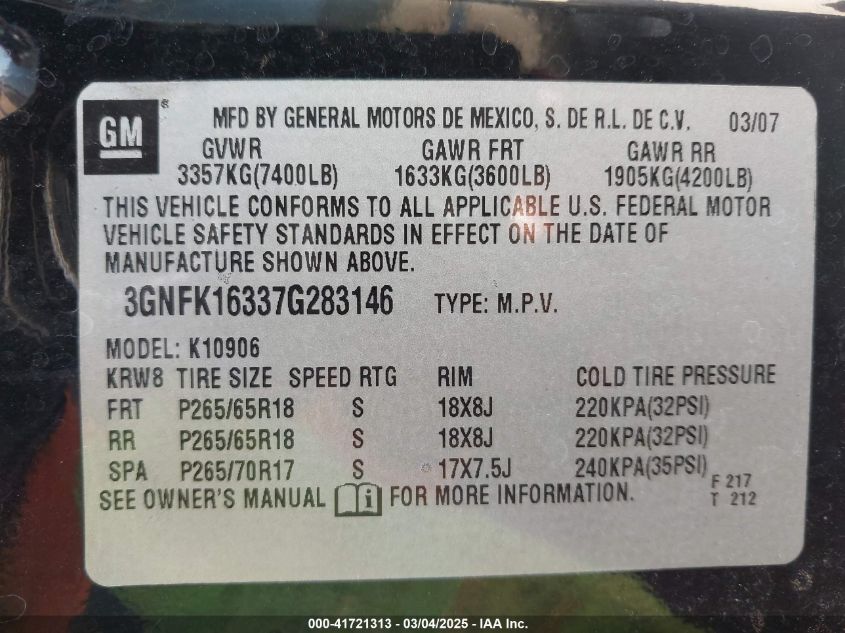 GM® MFD BY GENERAL MOTORS DE MEXICO, S. DE R.L. DE C.V. 03/07
GVWR GAWR FRT GAWR RR
3357KG(7400LB) 1633KG(3600LB) 1905KG(4200LB)
THIS VEHICLE CONFORMS TO ALL APPLICABLE U.S. FEDERAL MOTOR
VEHICLE SAFETY STANDARDS IN EFFECT ON THE DATE OF
MANUFACTURE SHOWN ABOVE.
3GNFK16337G283146 TYPE: M.P.V.
MODEL: K10906
KRW8 TIRE SIZE SPEED RTG RIM COLD TIRE PRESSURE
FRT P265/65R18 S 18X8J 220KPA(32PSI)
RR P265/65R18 S 18X8J 220KPA(32PSI)
SPA P265/70R17 S 17X7.5J 240KPA(35PSI)
F 217
SEE OWNER'S MANUAL i FOR MORE INFORMATION.
T 212
000-41721313 - 03/04/2025 - IAA Inc.